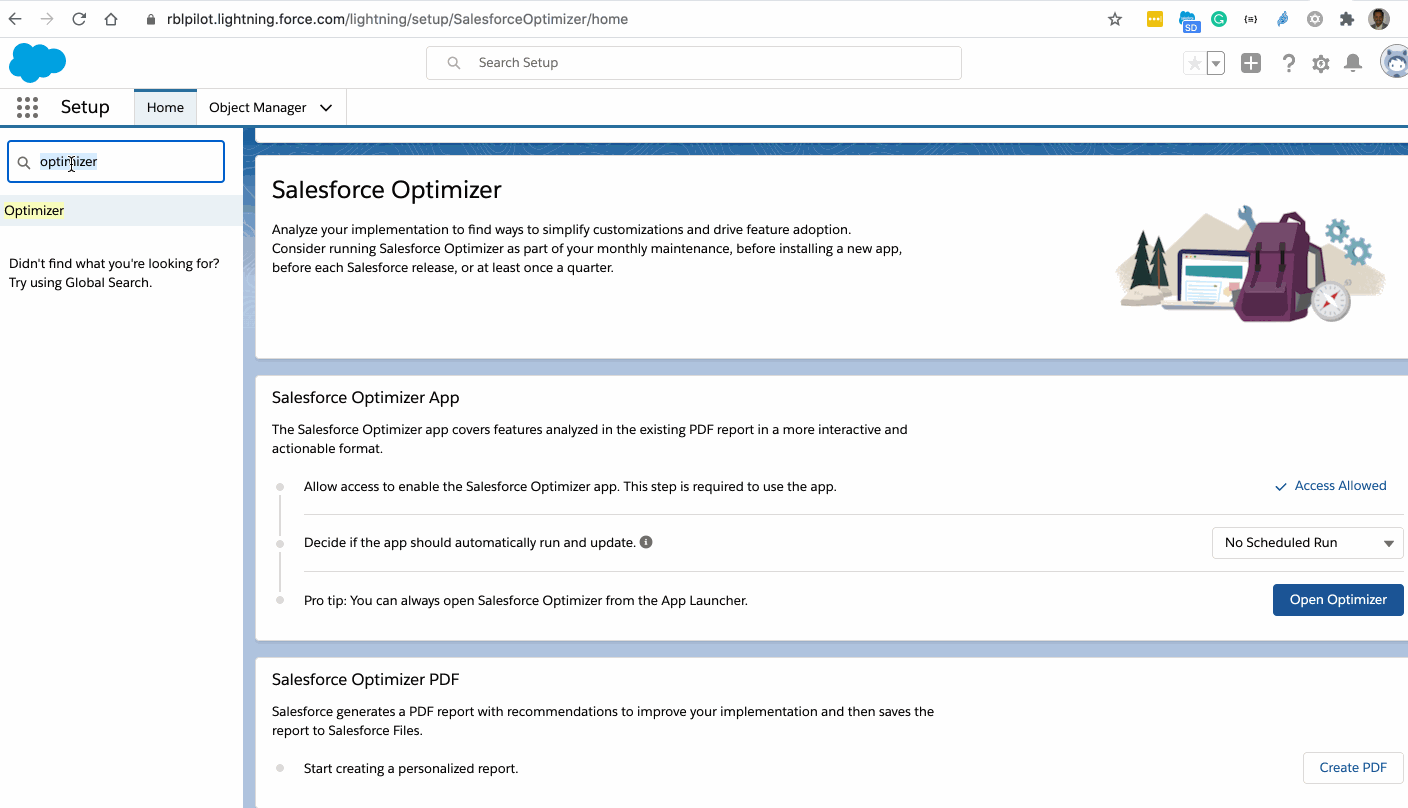 rblpilot.lightning.force.com/lightning/setup/SalesforceOptimizer/home
SD
Search Setup
Setup
Home
Object Manager
optimizer
Optimizer
Didn't find what you're looking for?
Try using Global Search.
Salesforce Optimizer
Analyze your implementation to find ways to simplify customizations and drive feature adoption.
Consider running Salesforce Optimizer as part of your monthly maintenance, before installing a new app,
before each Salesforce release, or at least once a quarter.
Salesforce Optimizer App
The Salesforce Optimizer app covers features analyzed in the existing PDF report in a more interactive and
actionable format.
Allow access to enable the Salesforce Optimizer app. This step is required to use the app.
Access Allowed
Decide if the app should automatically run and update.
No Scheduled Run
Pro tip: You can always open Salesforce Optimizer from the App Launcher.
Open Optimizer
Salesforce Optimizer PDF
Salesforce generates a PDF report with recommendations to improve your implementation and then saves the
report to Salesforce Files.
Start creating a personalized report.
Create PDF